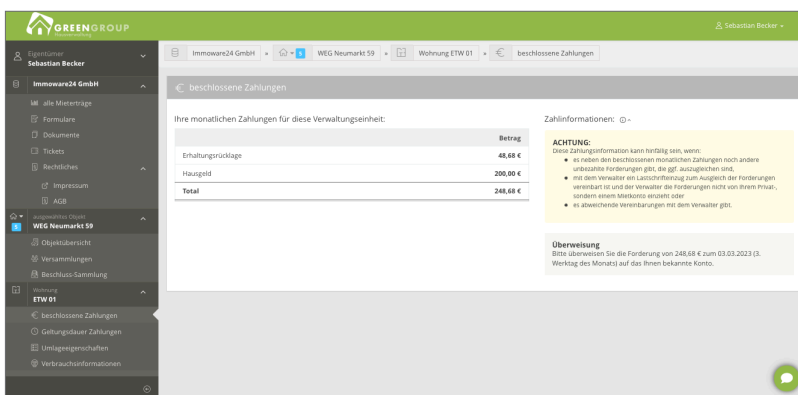 GREENGROUP
Hausverwaltung
Sebastian Becker
Eigentümer
Sebastian Becker
Immoware24 GmbH
alle Mieterträge
Formulare
Dokumente
Tickets
Rechtliches
Impressum
AGB
Ausgewähltes Objekt
5 WEG Neumarkt 59
Objektübersicht
Versammlungen
Beschluss-Sammlung
Wohnung
ETW 01
€ beschlossene Zahlungen
Geltungsdauer Zahlungen
Umlageeigenschaften
Verbrauchsinformationen
Immoware24 GmbH » 5 WEG Neumarkt 59 » Wohnung ETW 01 » € beschlossene Zahlungen
€ beschlossene Zahlungen
Ihre monatlichen Zahlungen für diese Verwaltungseinheit:
Betrag
Erhaltungsrücklage 48,68 €
Hausgeld 200,00 €
Total 248,68 €
Zahlinformationen:
ACHTUNG:
Diese Zahlungsinformation kann hinfällig sein, wenn:
● es neben den beschlossenen monatlichen Zahlungen noch andere
unbezahlte Forderungen gibt, die ggf. auszugleichen sind,
● mit dem Verwalter ein Lastschrifteinzug zum Ausgleich der Forderungen
vereinbart ist und der Verwalter die Forderungen nicht von Ihrem Privat-,
sondern einem Mietkonto einzieht oder
● es abweichende Vereinbarungen mit dem Verwalter gibt.
Überweisung
Bitte überweisen Sie die Forderung von 248,68 € zum 03.03.2023 (3.
Werktag des Monats) auf das Ihnen bekannte Konto.